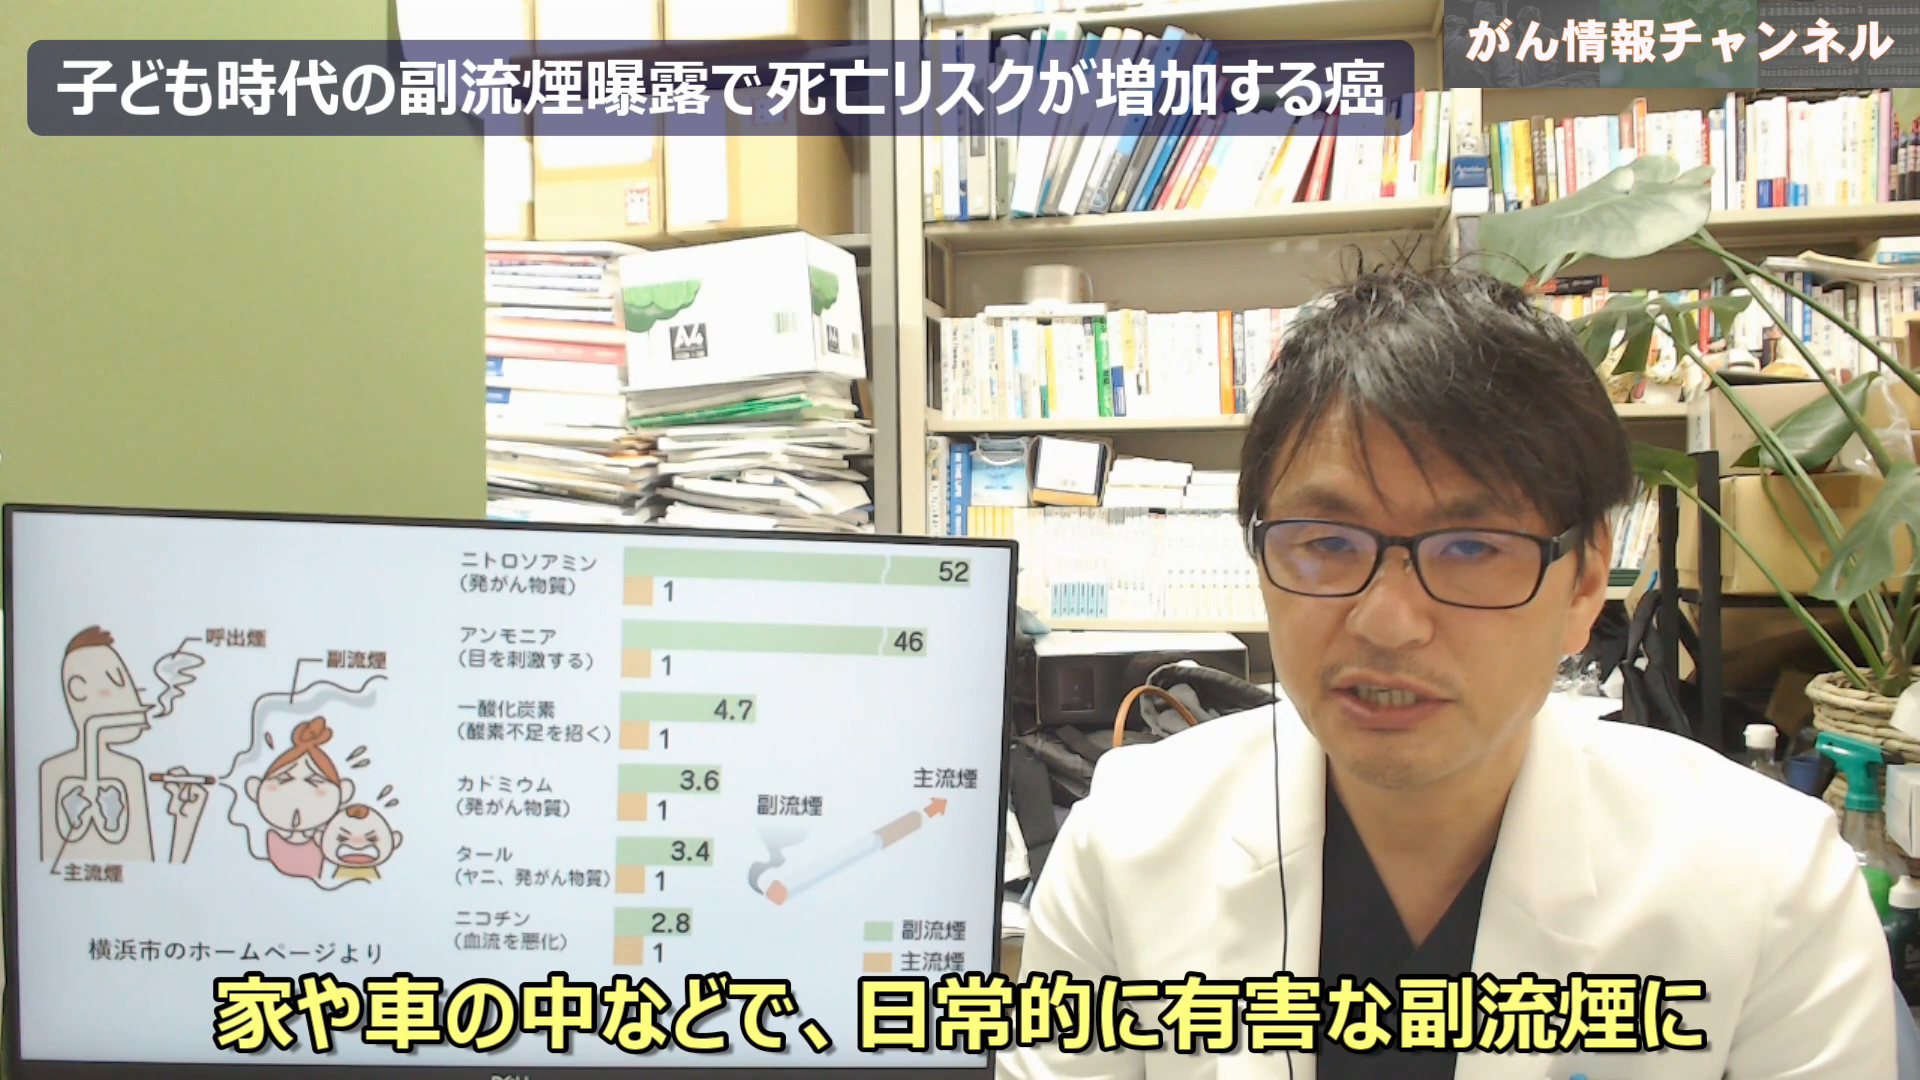 がん情報チャンネル
子ども時代の副流煙曝露で死亡リスクが増加する癌
A4
呼出煙
副流煙
主流煙
横浜市のホームページより
ニトロソアミン
(発がん物質)
52
1
アンモニア
(目を刺激する)
46
1
一酸化炭素
(酸素不足を招く)
4.7
1
カドミウム
(発がん物質)
3.6
1
タール
(ヤニ、発がん物質)
3.4
1
ニコチン
(血流を悪化)
2.8
1
副流煙
主流煙
副流煙
主流煙
家や車の中などで、日常的に有害な副流煙に